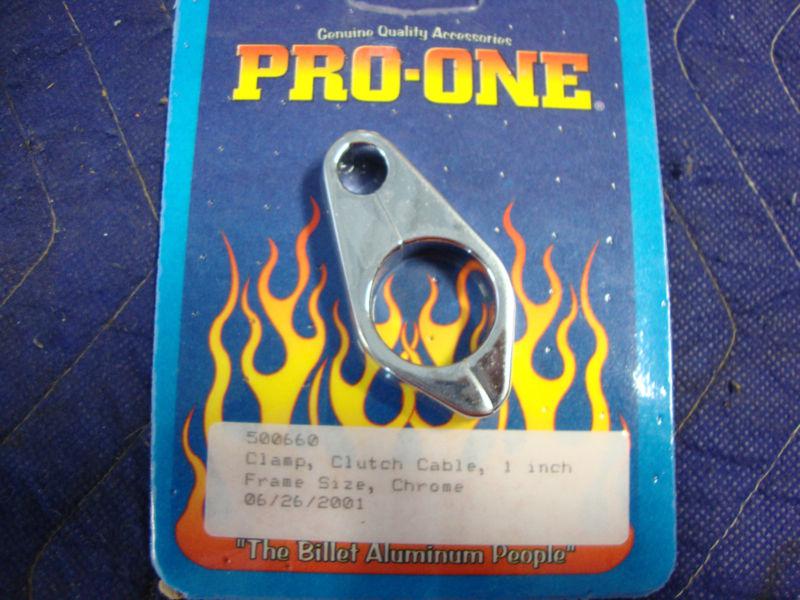 Genuine Quality Accessories
PRO-ONE®
500660
Clamp, Clutch Cable, 1 inch
Frame Size, Chrome
06/26/2001
"The Billet Aluminum People"